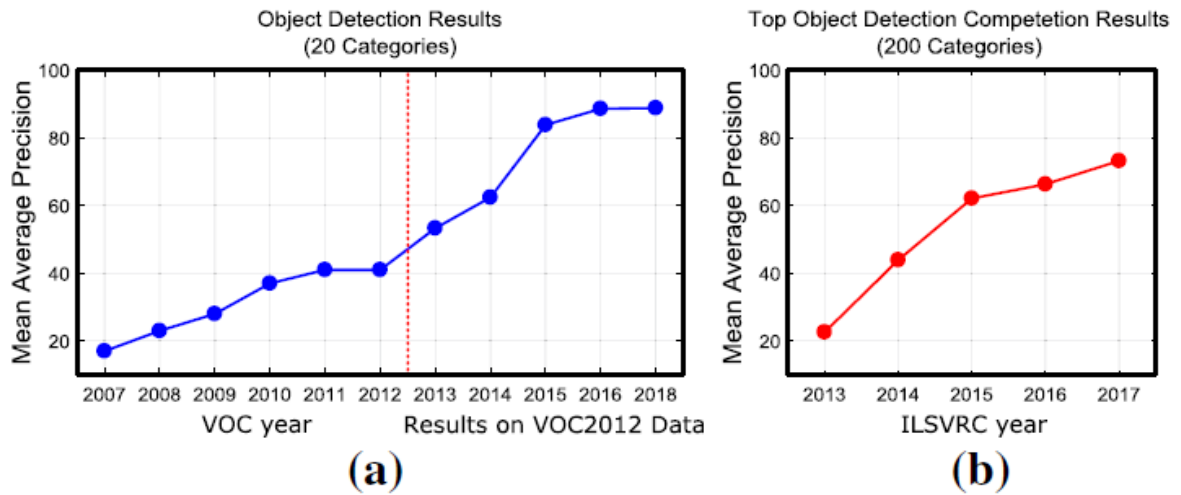 Object Detection Results
(20 Categories)
Mean Average Precision
100
80
60
40
20
2007 2008 2009 2010 2011 2012 2013 2014 2015 2016 2018
VOC year Results on VOC2012 Data
(a)
Top Object Detection Competetion Results
(200 Categories)
Mean Average Precision
100
80
60
40
20
2013 2014 2015 2016 2017
ILSVRC year
(b)